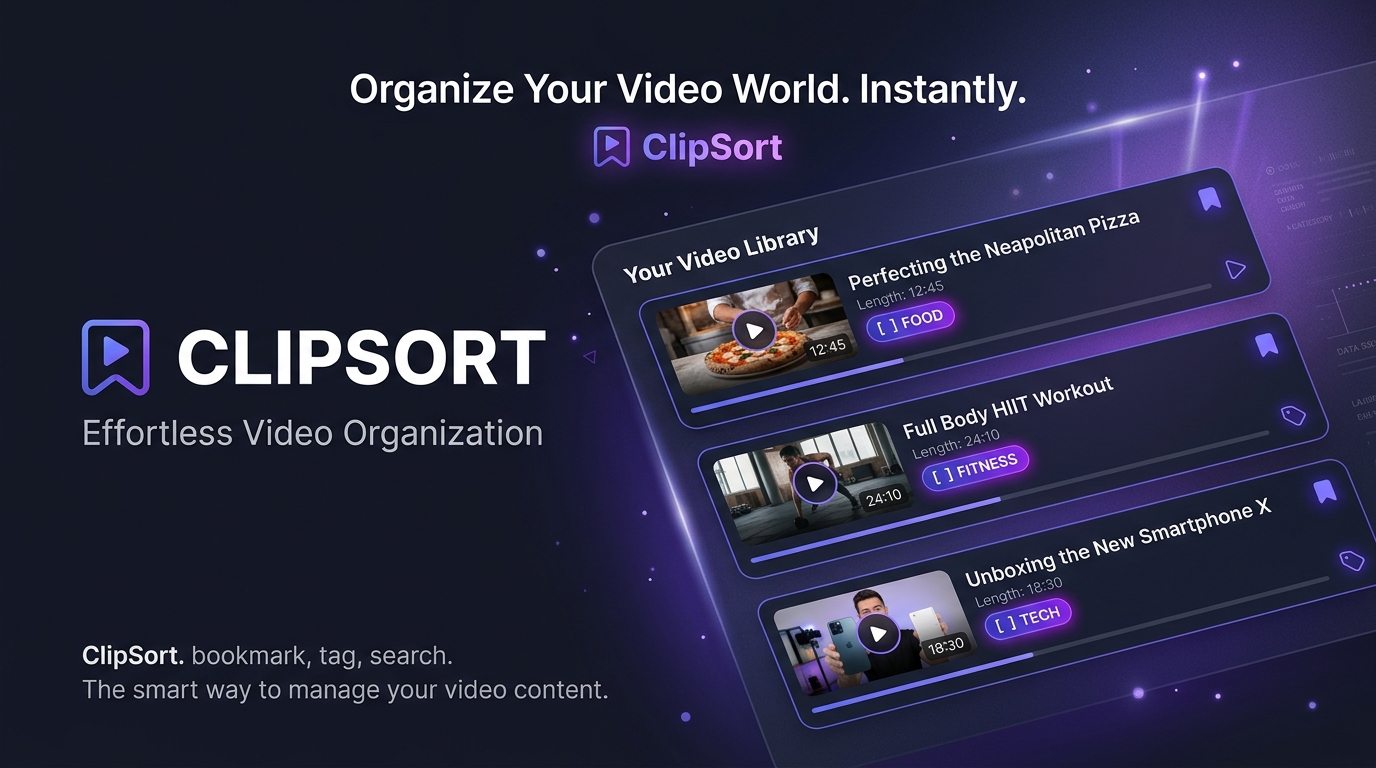 Organize Your Video World. Instantly.
ClipSort
CLIPSORT
Effortless Video Organization
ClipSort. bookmark, tag, search.
The smart way to manage your video content.
Your Video Library
Perfecting the Neapolitan Pizza
Length: 12:45
[ ] FOOD
12:45
Full Body HIIT Workout
Length: 24:10
[ ] FITNESS
24:10
Unboxing the New Smartphone X
Length: 18:30
[ ] TECH
18:30